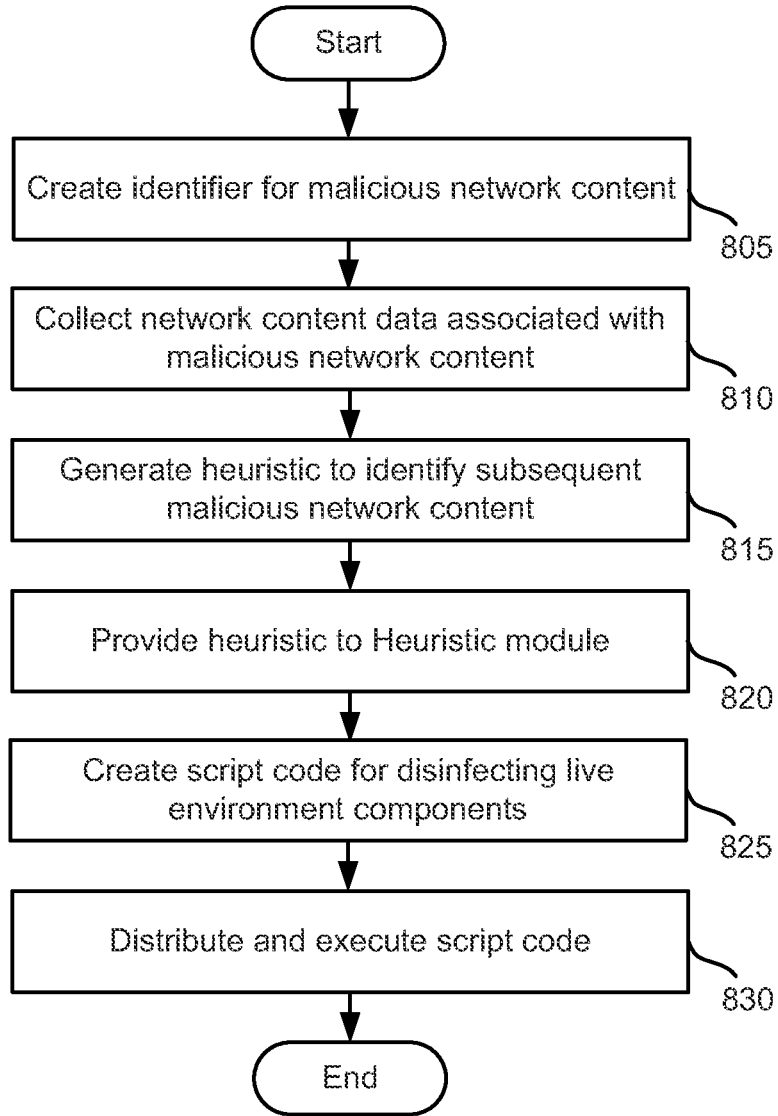 Start
Create identifier for malicious network content
805
Collect network content data associated with
malicious network content
810
Generate heuristic to identify subsequent
malicious network content
815
Provide heuristic to Heuristic module
820
Create script code for disinfecting live
environment components
825
Distribute and execute script code
830
End